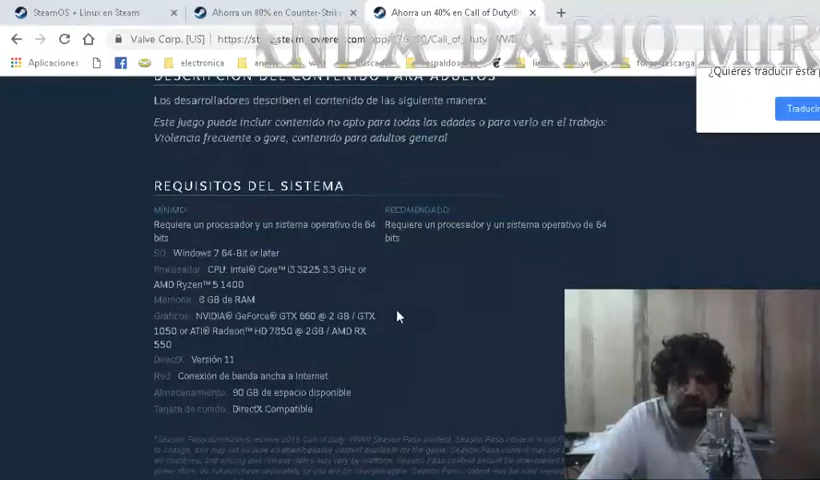 SteamOS + Linux en Steam
Ahorra un 80% en Counter-Strike
Ahorra un 40% en Call of Duty®
Valve Corp. [US]
Aplicaciones
electronica
¿Quieres traducir esta
Traducir
DESCRIPCIÓN DEL CONTENIDO PARA ADULTOS
Los desarrolladores describen el contenido de las siguiente manera:
Este juego puede incluir contenido no apto para todas las edades o para verlo en el trabajo:
Violencia frecuente o gore, contenido para adultos general
REQUISITOS DEL SISTEMA
MÍNIMO:
Requiere un procesador y un sistema operativo de 64
bits
SO: Windows 7 64-Bit or later
Procesador: CPU: Intel® Core™ i3 3225 3.3 GHz or
AMD Ryzen™ 5 1400
Memoria: 8 GB de RAM
Gráficos: NVIDIA® GeForce® GTX 660 @ 2 GB / GTX
1050 or ATI® Radeon™ HD 7850 @ 2GB / AMD RX
550
DirectX: Versión 11
Red: Conexión de banda ancha a Internet
Almacenamiento: 90 GB de espacio disponible
Tarjeta de sonido: DirectX Compatible
RECOMENDADO:
Requiere un procesador y un sistema operativo de 64
bits